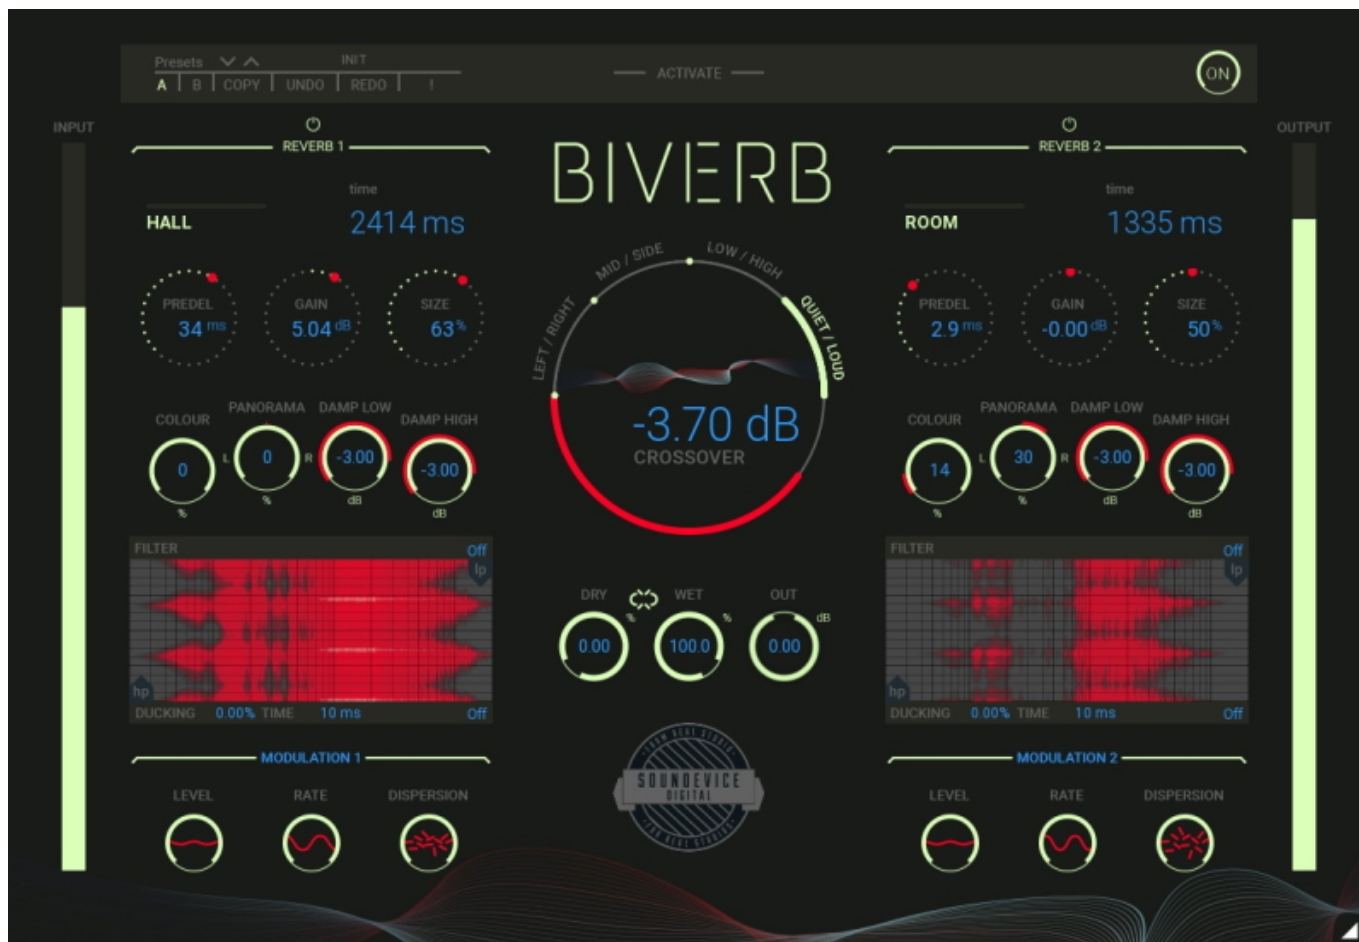 Presets INIT
A B COPY UNDO REDO !
ACTIVATE
ON
INPUT
OUTPUT
REVERB 1
time
HALL 2414 ms
PREDEL GAIN SIZE
34 ms 5.04 dB 63 %
COLOUR PANORAMA DAMP LOW DAMP HIGH
0 L 0 R -3.00 -3.00
% % dB dB
FILTER Off
lp
hp
DUCKING 0.00% TIME 10 ms Off
MODULATION 1
LEVEL RATE DISPERSION
BIVERB
LEFT / RIGHT MID / SIDE LOW / HIGH QUIET / LOUD
-3.70 dB
CROSSOVER
DRY WET OUT
% % dB
0.00 100.0 0.00
FROM BEAT STUDIO
SOUNDEVICE
DIGITAL
FOR REAL STUDIOS
REVERB 2
time
ROOM 1335 ms
PREDEL GAIN SIZE
2.9 ms -0.00 dB 50 %
COLOUR PANORAMA DAMP LOW DAMP HIGH
14 L 30 R -3.00 -3.00
% % dB dB
FILTER Off
lp
hp
DUCKING 0.00% TIME 10 ms Off
MODULATION 2
LEVEL RATE DISPERSION